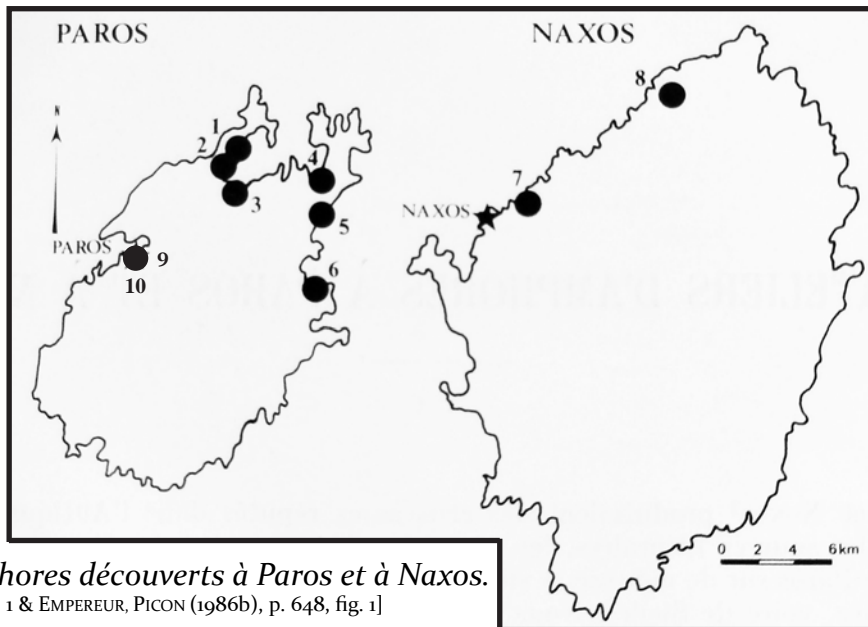 PAROS
NAXOS
N
1
2
3
4
5
6
7
8
NAXOS
PAROS
9
10
0 2 4 6km
hores découverts à Paros et à Naxos.
1 & EMPEREUR, PICON (1986b), p. 648, fig. 1]